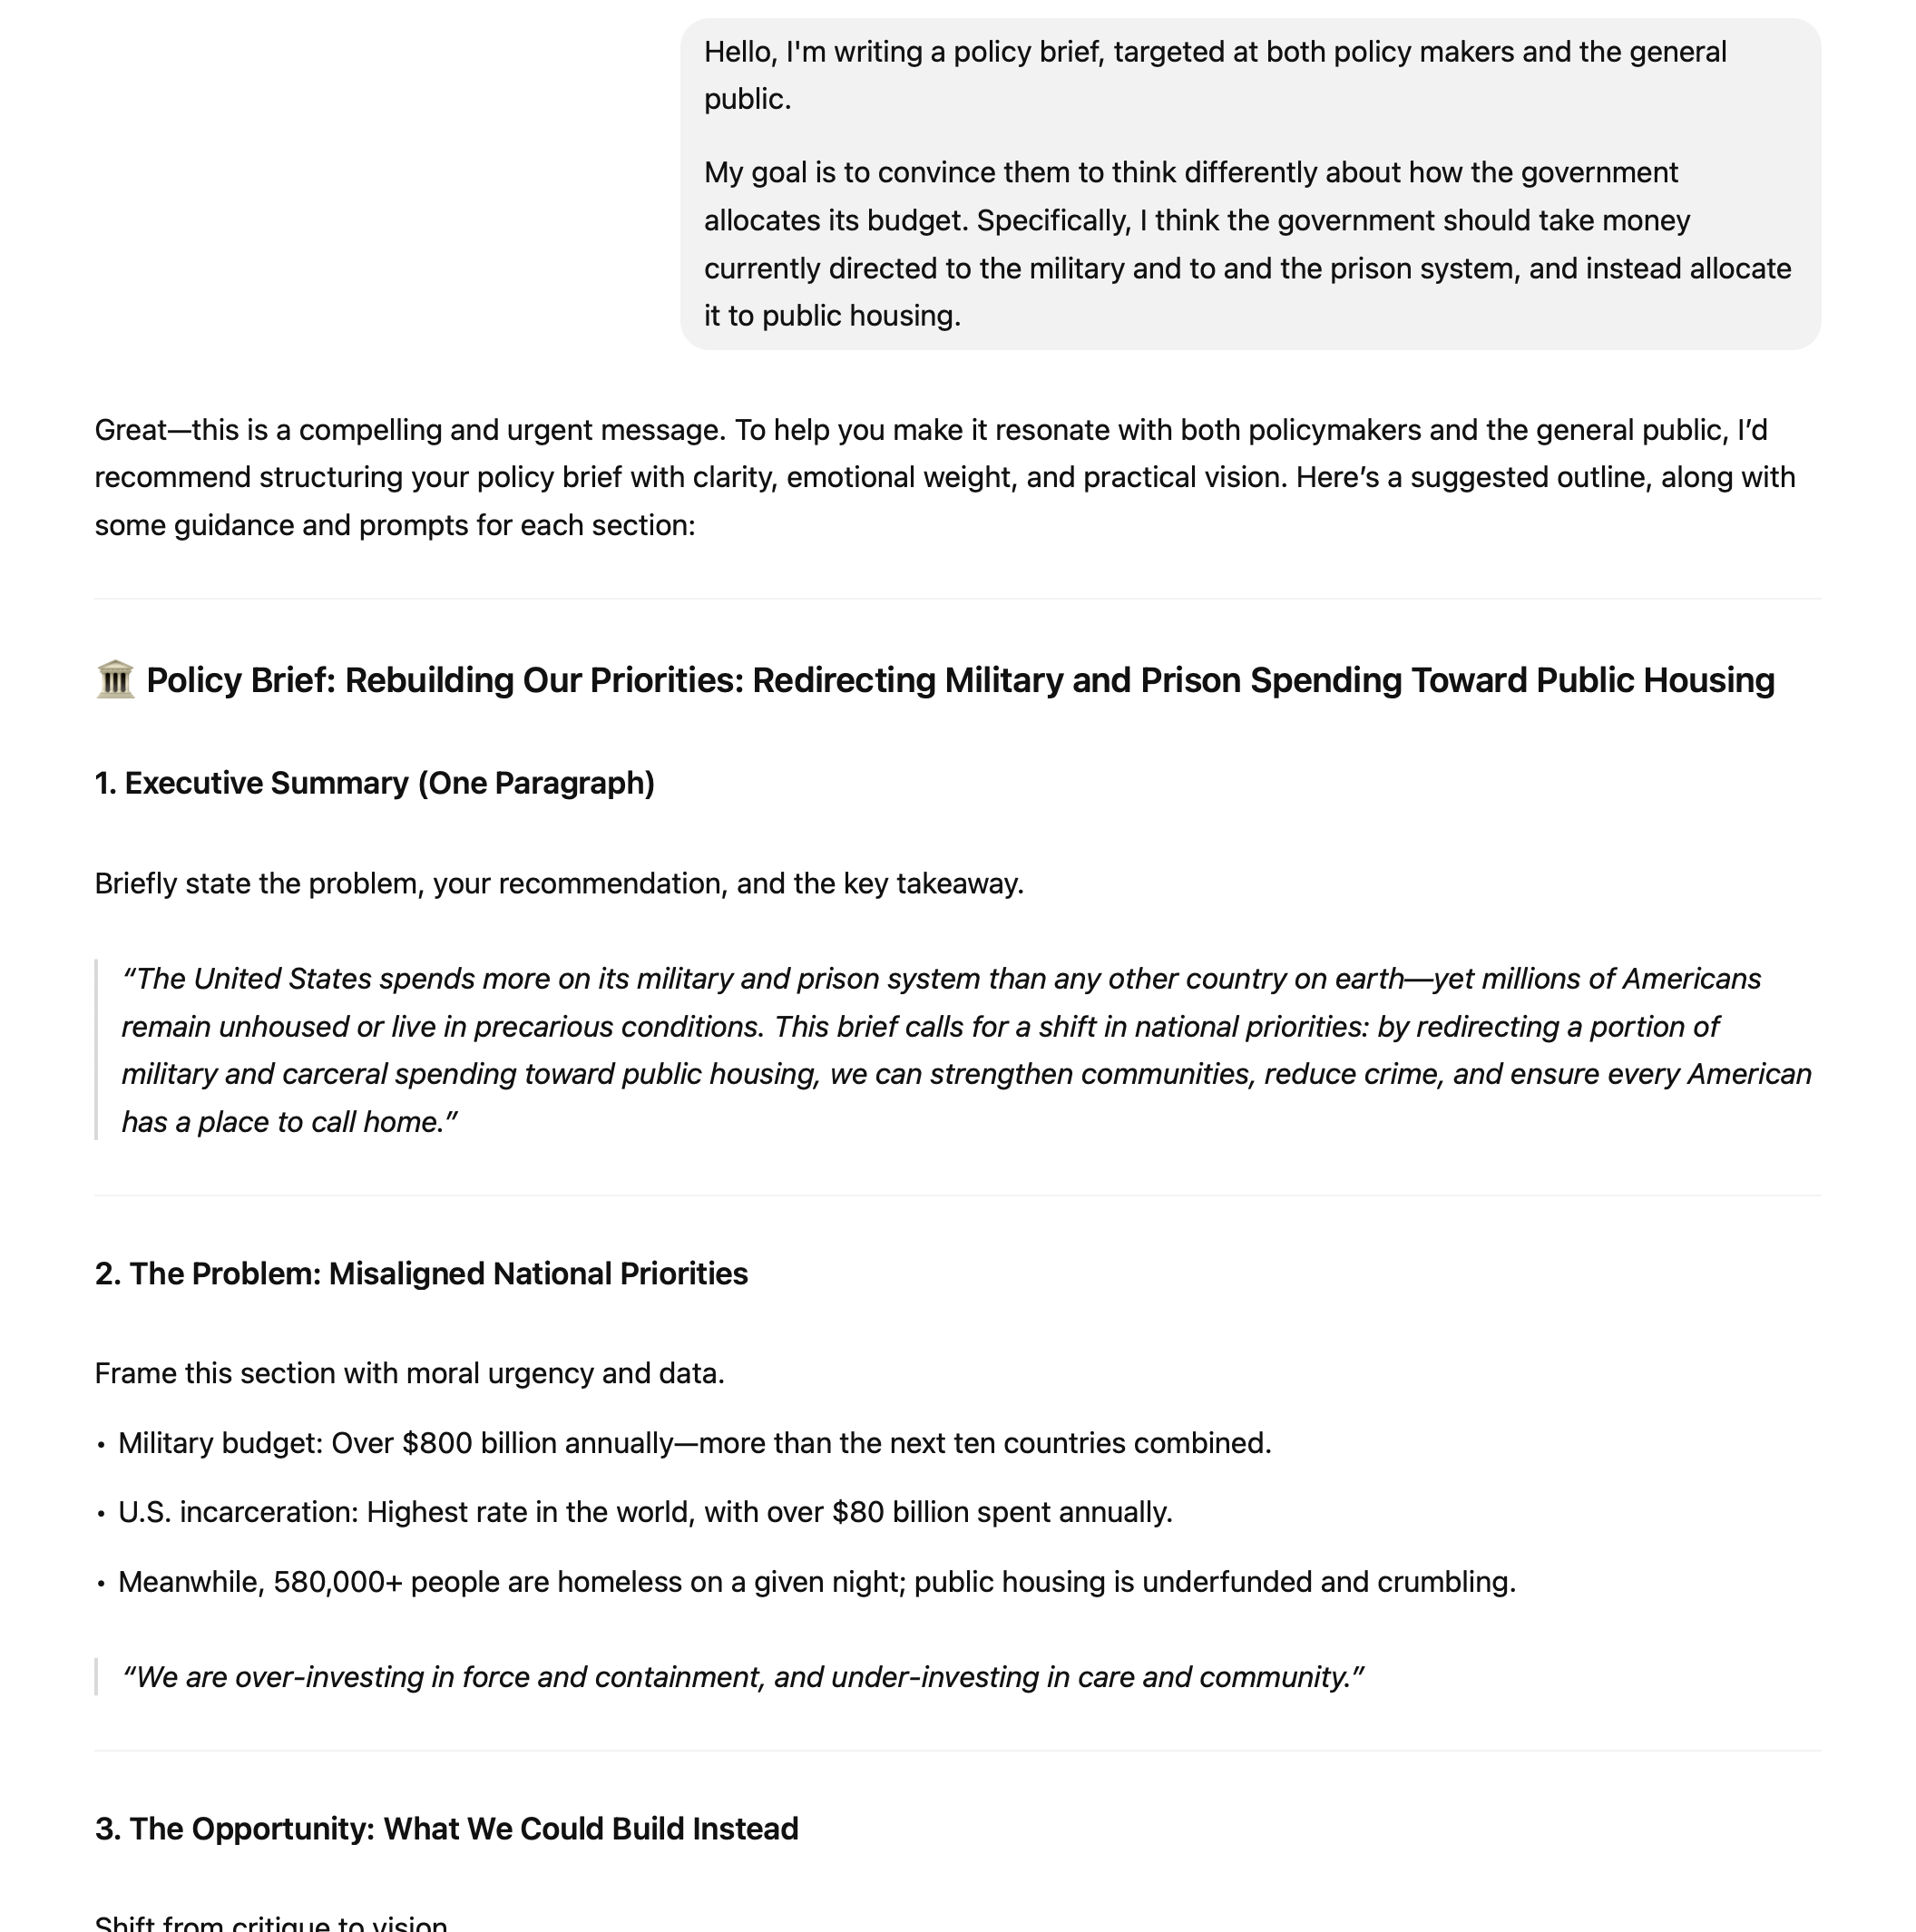 Hello, I'm writing a policy brief, targeted at both policy makers and the general
public.
My goal is to convince them to think differently about how the government
allocates its budget. Specifically, I think the government should take money
currently directed to the military and to and the prison system, and instead allocate
it to public housing.
Great—this is a compelling and urgent message. To help you make it resonate with both policymakers and the general public, I’d
recommend structuring your policy brief with clarity, emotional weight, and practical vision. Here’s a suggested outline, along with
some guidance and prompts for each section:
🏛️ Policy Brief: Rebuilding Our Priorities: Redirecting Military and Prison Spending Toward Public Housing
1. Executive Summary (One Paragraph)
Briefly state the problem, your recommendation, and the key takeaway.
“The United States spends more on its military and prison system than any other country on earth—yet millions of Americans
remain unhoused or live in precarious conditions. This brief calls for a shift in national priorities: by redirecting a portion of
military and carceral spending toward public housing, we can strengthen communities, reduce crime, and ensure every American
has a place to call home.”
2. The Problem: Misaligned National Priorities
Frame this section with moral urgency and data.
• Military budget: Over $800 billion annually—more than the next ten countries combined.
• U.S. incarceration: Highest rate in the world, with over $80 billion spent annually.
• Meanwhile, 580,000+ people are homeless on a given night; public housing is underfunded and crumbling.
“We are over-investing in force and containment, and under-investing in care and community.”
3. The Opportunity: What We Could Build Instead
Shift from critique to vision